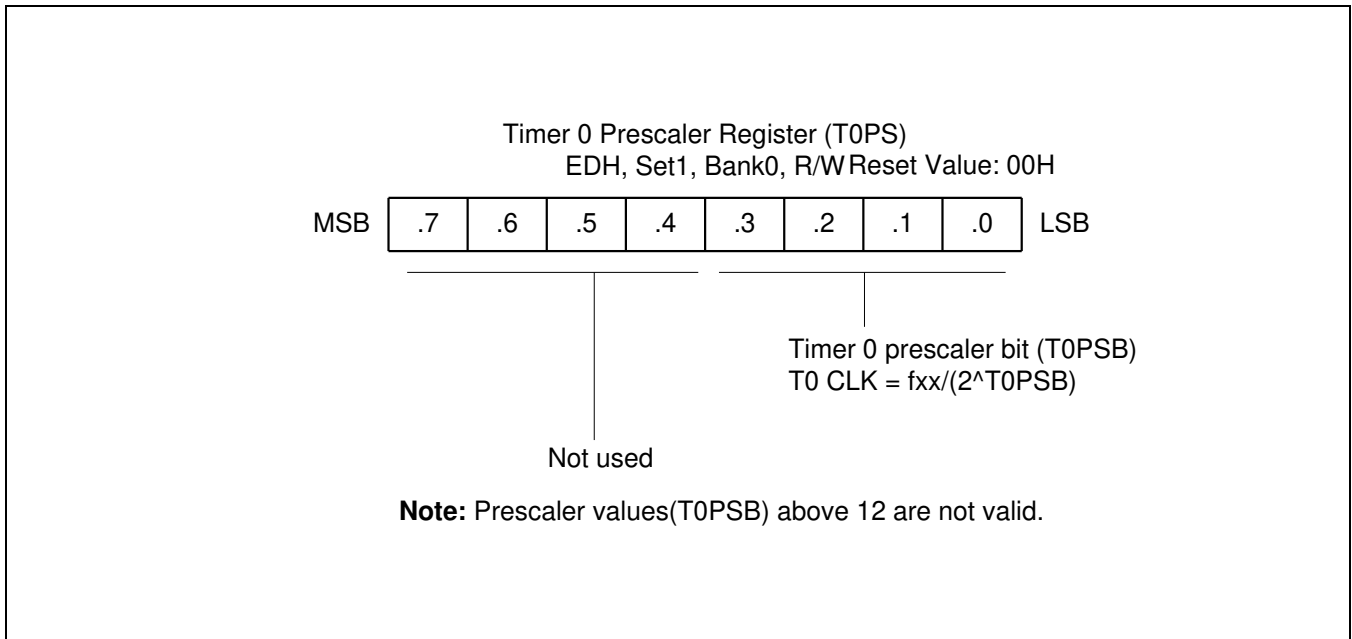 Timer 0 Prescaler Register (T0PS)
EDH, Set1, Bank0, R/W Reset Value: 00H
MSB .7 .6 .5 .4 .3 .2 .1 .0 LSB
Timer 0 prescaler bit (T0PSB)
T0 CLK = fxx/(2^T0PSB)
Not used
Note: Prescaler values(T0PSB) above 12 are not valid.